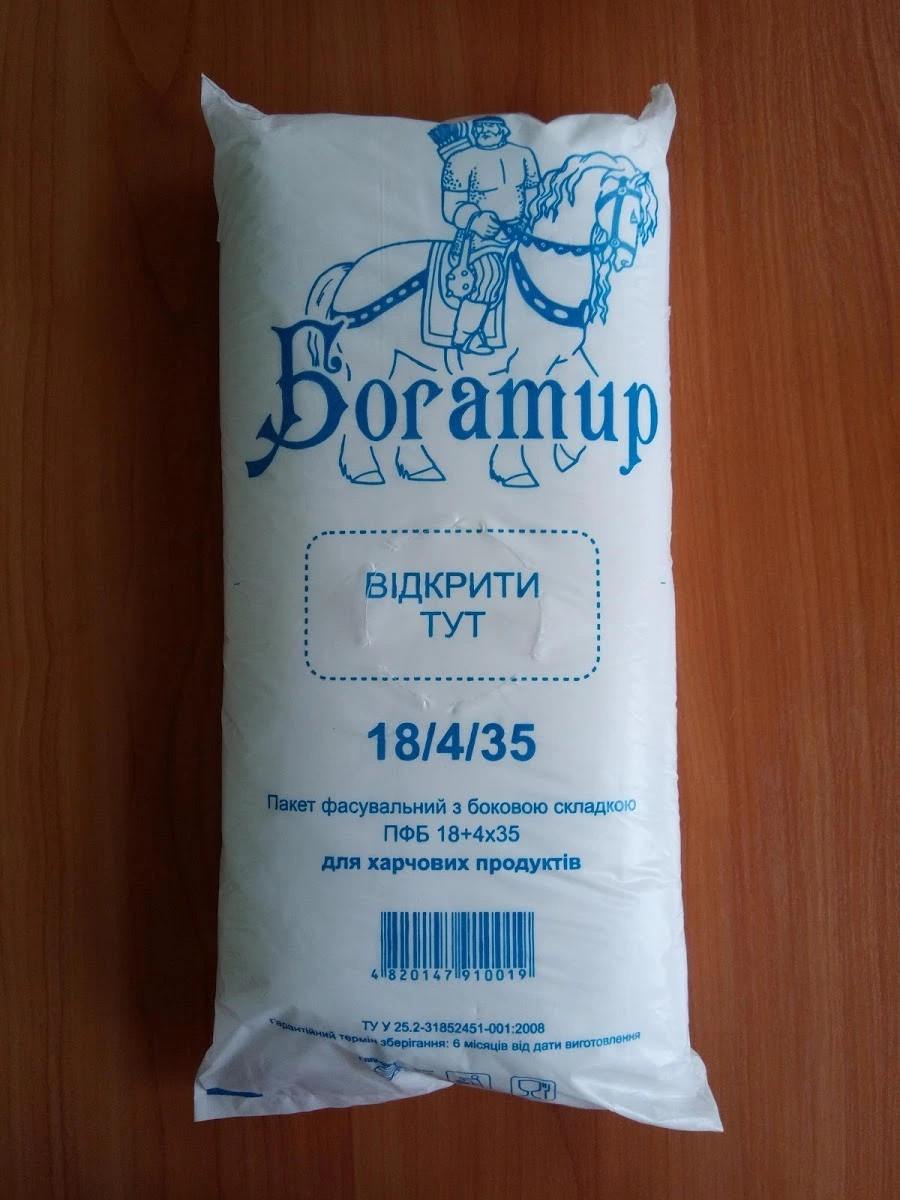 Богатир
ВІДКРИТИ
ТУТ
18/4/35
Пакет фасувальний з боковою складкою
ПФБ 18+4х35
для харчових продуктів
4 820147 910019
ТУ У 25.2-31852451-001:2008
Гарантійний термін зберігання: 6 місяців від дати виготовлення